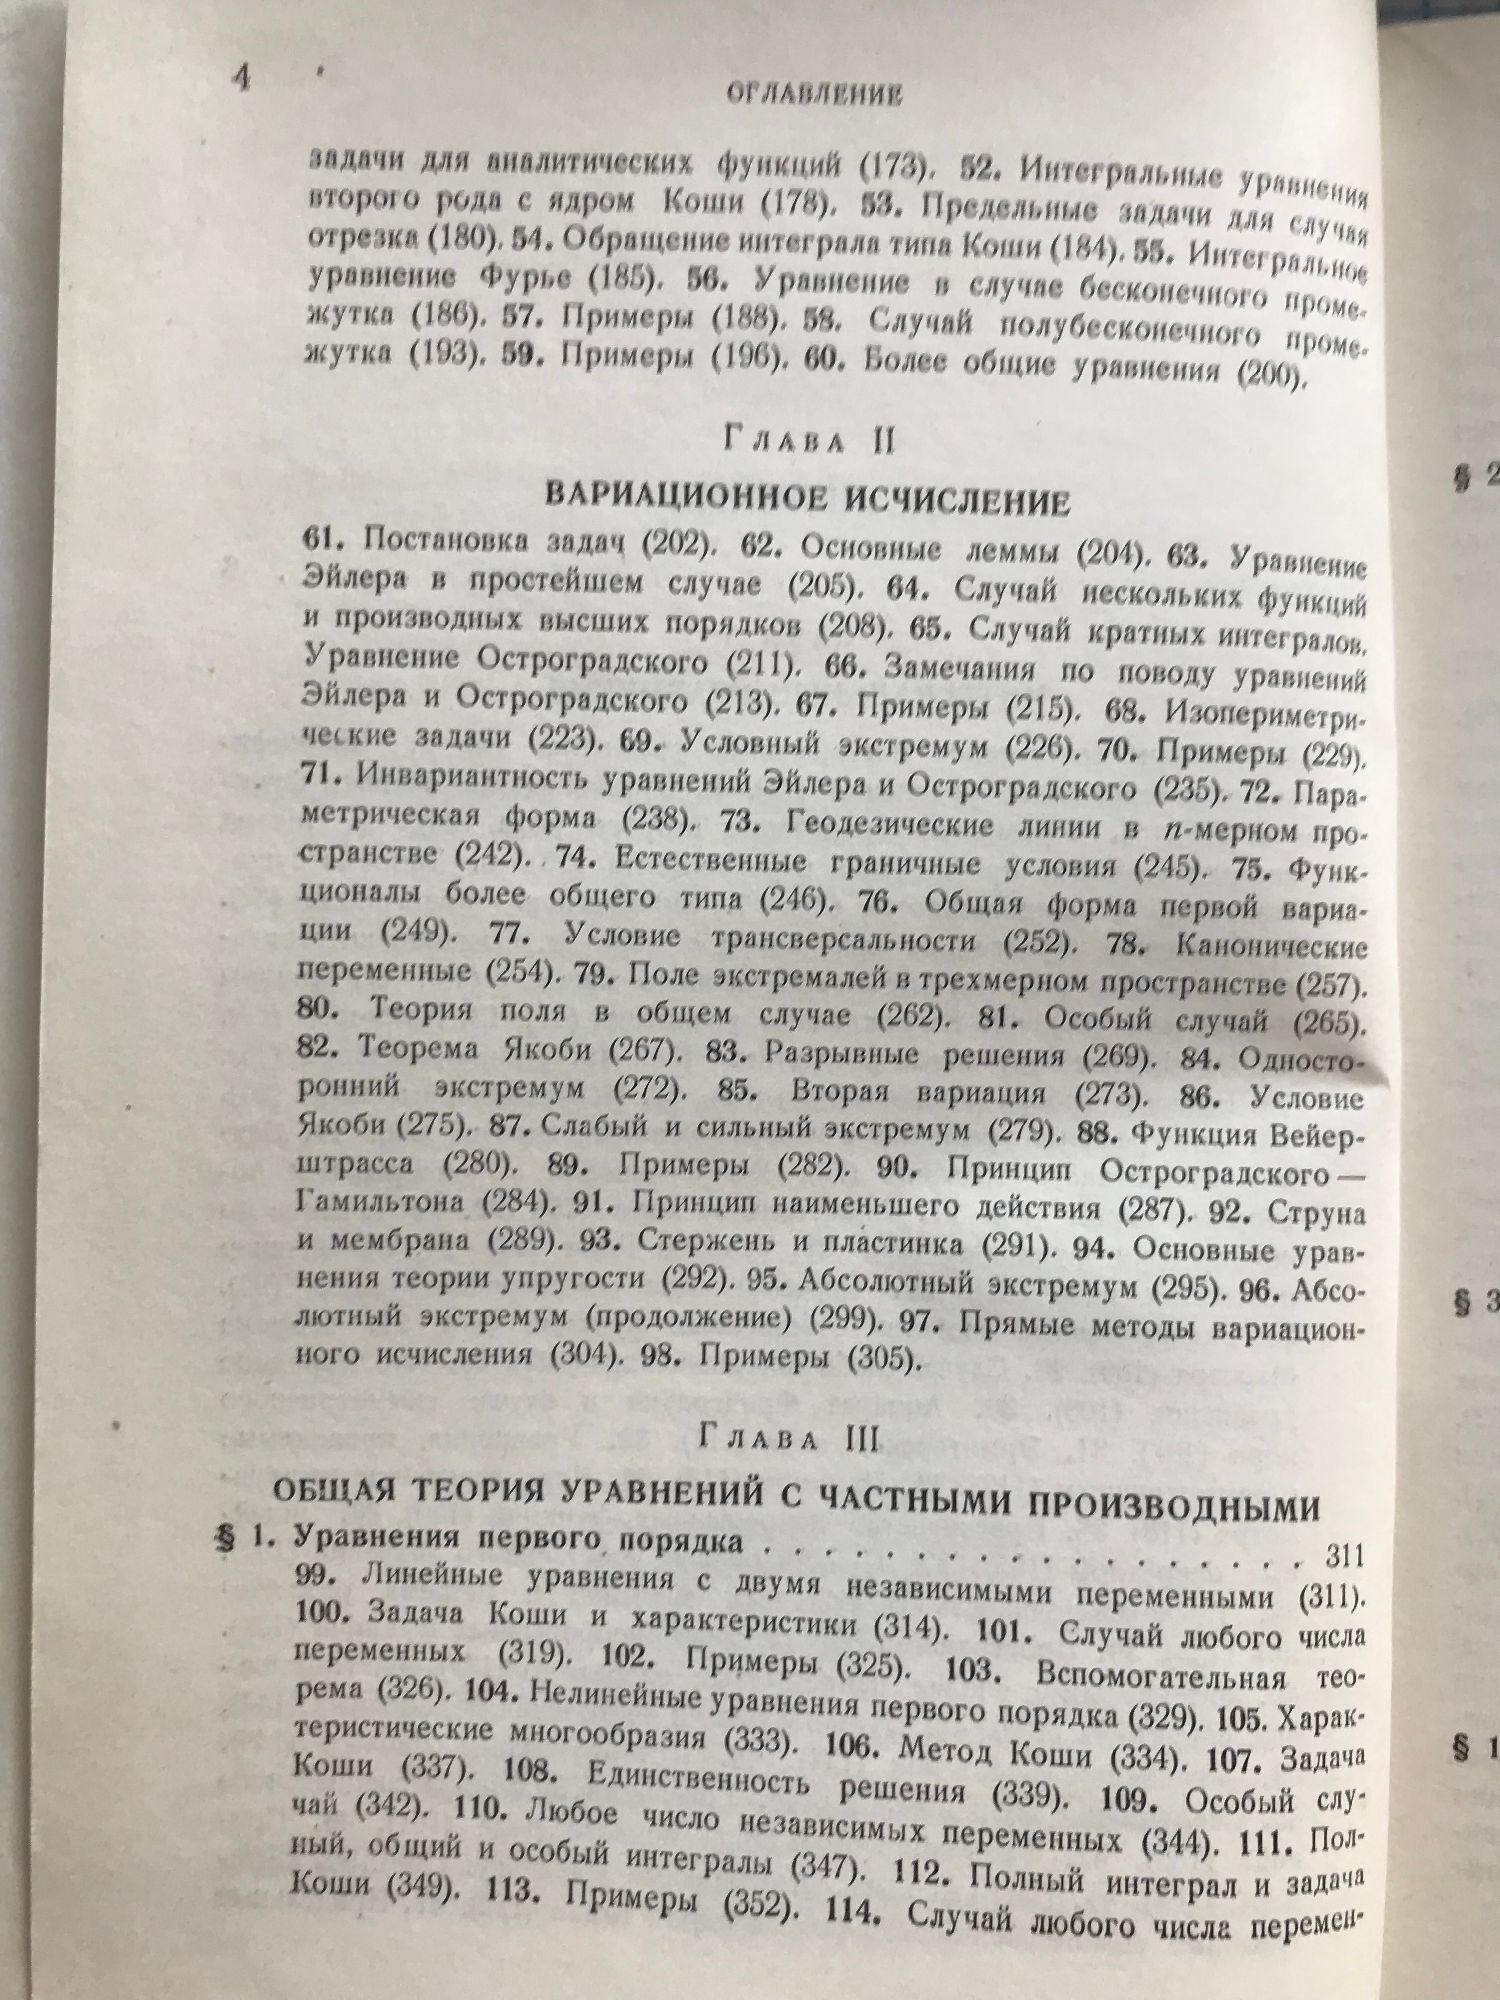 4
ОГЛАВЛЕНИЕ
задачи для аналитических функций (173). 52. Интегральные уравнения
второго рода с ядром Коши (178). 53. Предельные задачи для случая
отрезка (180). 54. Обращение интеграла типа Коши (184). 55. Интегральное
уравнение Фурье (185). 56. Уравнение в случае бесконечного проме-
жутка (186). 57. Примеры (188). 58. Случай полубесконечного проме-
жутка (193). 59. Примеры (196). 60. Более общие уравнения (200).
Глава II
ВАРИАЦИОННОЕ ИСЧИСЛЕНИЕ
61. Постановка задач (202). 62. Основные леммы (204). 63. Уравнение
Эйлера в простейшем случае (205). 64. Случай нескольких функций
и производных высших порядков (208). 65. Случай кратных интегралов.
Уравнение Остроградского (211). 66. Замечания по поводу уравнений
Эйлера и Остроградского (213). 67. Примеры (215). 68. Изопериметри-
ческие задачи (223). 69. Условный экстремум (226). 70. Примеры (229).
71. Инвариантность уравнений Эйлера и Остроградского (235). 72. Пара-
метрическая форма (238). 73. Геодезические линии в n-мерном про-
странстве (242). 74. Естественные граничные условия (245). 75. Функ-
ционалы более общего типа (246). 76. Общая форма первой вариа-
ции (249). 77. Условие трансверсальности (252). 78. Канонические
переменные (254). 79. Поле экстремалей в трехмерном пространстве (257).
80. Теория поля в общем случае (262). 81. Особый случай (265).
82. Теорема Якоби (267). 83. Разрывные решения (269). 84. Односто-
ронний экстремум (272). 85. Вторая вариация (273). 86. Условие
Якоби (275). 87. Слабый и сильный экстремум (279). 88. Функция Вейер-
штрасса (280). 89. Примеры (282). 90. Принцип Остроградского —
Гамильтона (284). 91. Принцип наименьшего действия (287). 92. Струна
и мембрана (289). 93. Стержень и пластинка (291). 94. Основные урав-
нения теории упругости (292). 95. Абсолютный экстремум (295). 96. Абсо-
лютный экстремум (продолжение) (299). 97. Прямые методы вариацион-
ного исчисления (304). 98. Примеры (305).
Глава III
ОБЩАЯ ТЕОРИЯ УРАВНЕНИЙ С ЧАСТНЫМИ ПРОИЗВОДНЫМИ
§ 1. Уравнения первого порядка . . . . . . . . . . . . . . . . . . . 311
99. Линейные уравнения с двумя независимыми переменными (311).
100. Задача Коши и характеристики (314). 101. Случай любого числа
переменных (319). 102. Примеры (325). 103. Вспомогательная тео-
рема (326). 104. Нелинейные уравнения первого порядка (329). 105. Харак-
теристические многообразия (333). 106. Метод Коши (334). 107. Задача
Коши (337). 108. Единственность решения (339). 109. Особый слу-
чай (342). 110. Любое число независимых переменных (344). 111. Пол-
ный, общий и особый интегралы (347). 112. Полный интеграл и задача
Коши (349). 113. Примеры (352). 114. Случай любого числа перемен-
§ 2
§ 3
§ 1